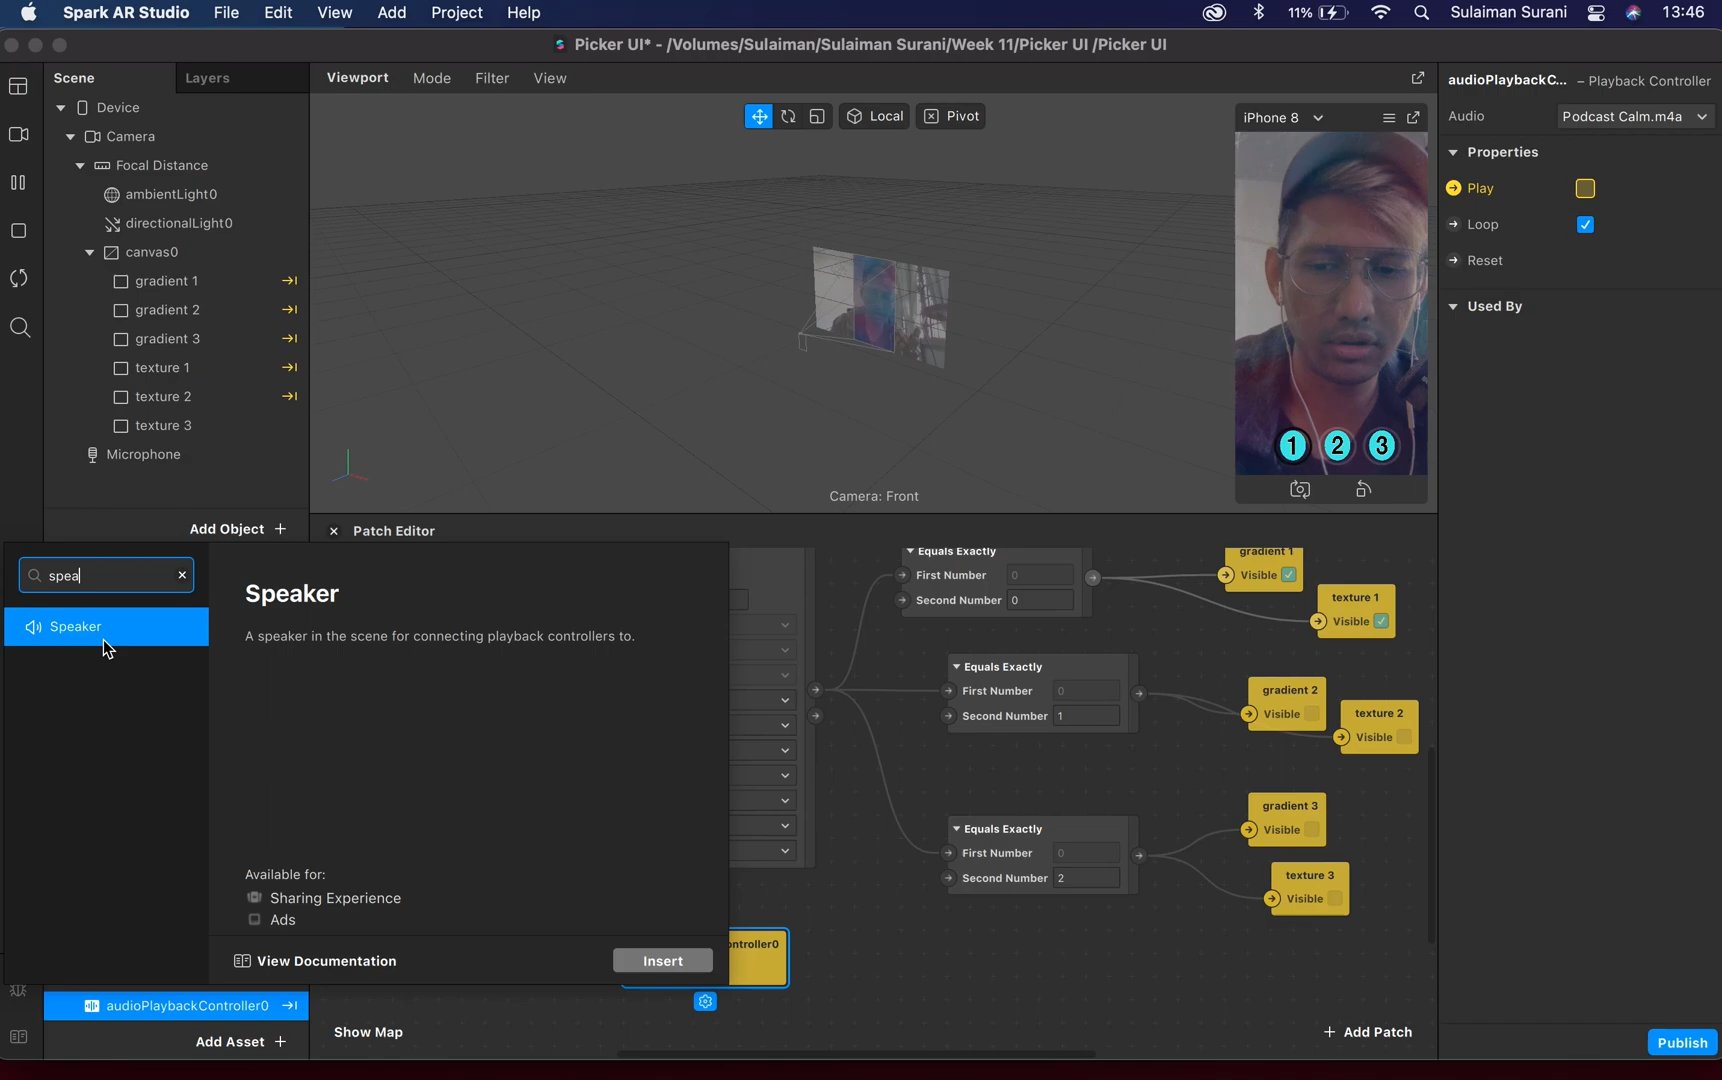 Spark AR Studio File Edit View Add Project Help 11% Sulaiman Surani 13:46
Picker UI* - /Volumes/Sulaiman/Sulaiman Surani/Week 11/Picker UI /Picker UI
Scene Layers
Device
Camera
Focal Distance
ambientLight0
directionalLight0
canvas0
gradient 1
gradient 2
gradient 3
texture 1
texture 2
texture 3
Microphone
Add Object +
Viewport Mode Filter View
Local Pivot
Camera: Front
iPhone 8
1 2 3
audioPlaybackC... – Playback Controller
Audio Podcast Calm.m4a
Properties
Play
Loop
Reset
Used By
Patch Editor
spea
Speaker
Speaker
A speaker in the scene for connecting playback controllers to.
Available for:
Sharing Experience
Ads
View Documentation Insert
Equals Exactly
First Number 0
Second Number 0
gradient 1
Visible
texture 1
Visible
Equals Exactly
First Number 0
Second Number 1
gradient 2
Visible
texture 2
Visible
Equals Exactly
First Number 0
Second Number 2
gradient 3
Visible
texture 3
Visible
ontroller0
audioPlaybackController0
Add Asset +
Show Map
+ Add Patch
Publish